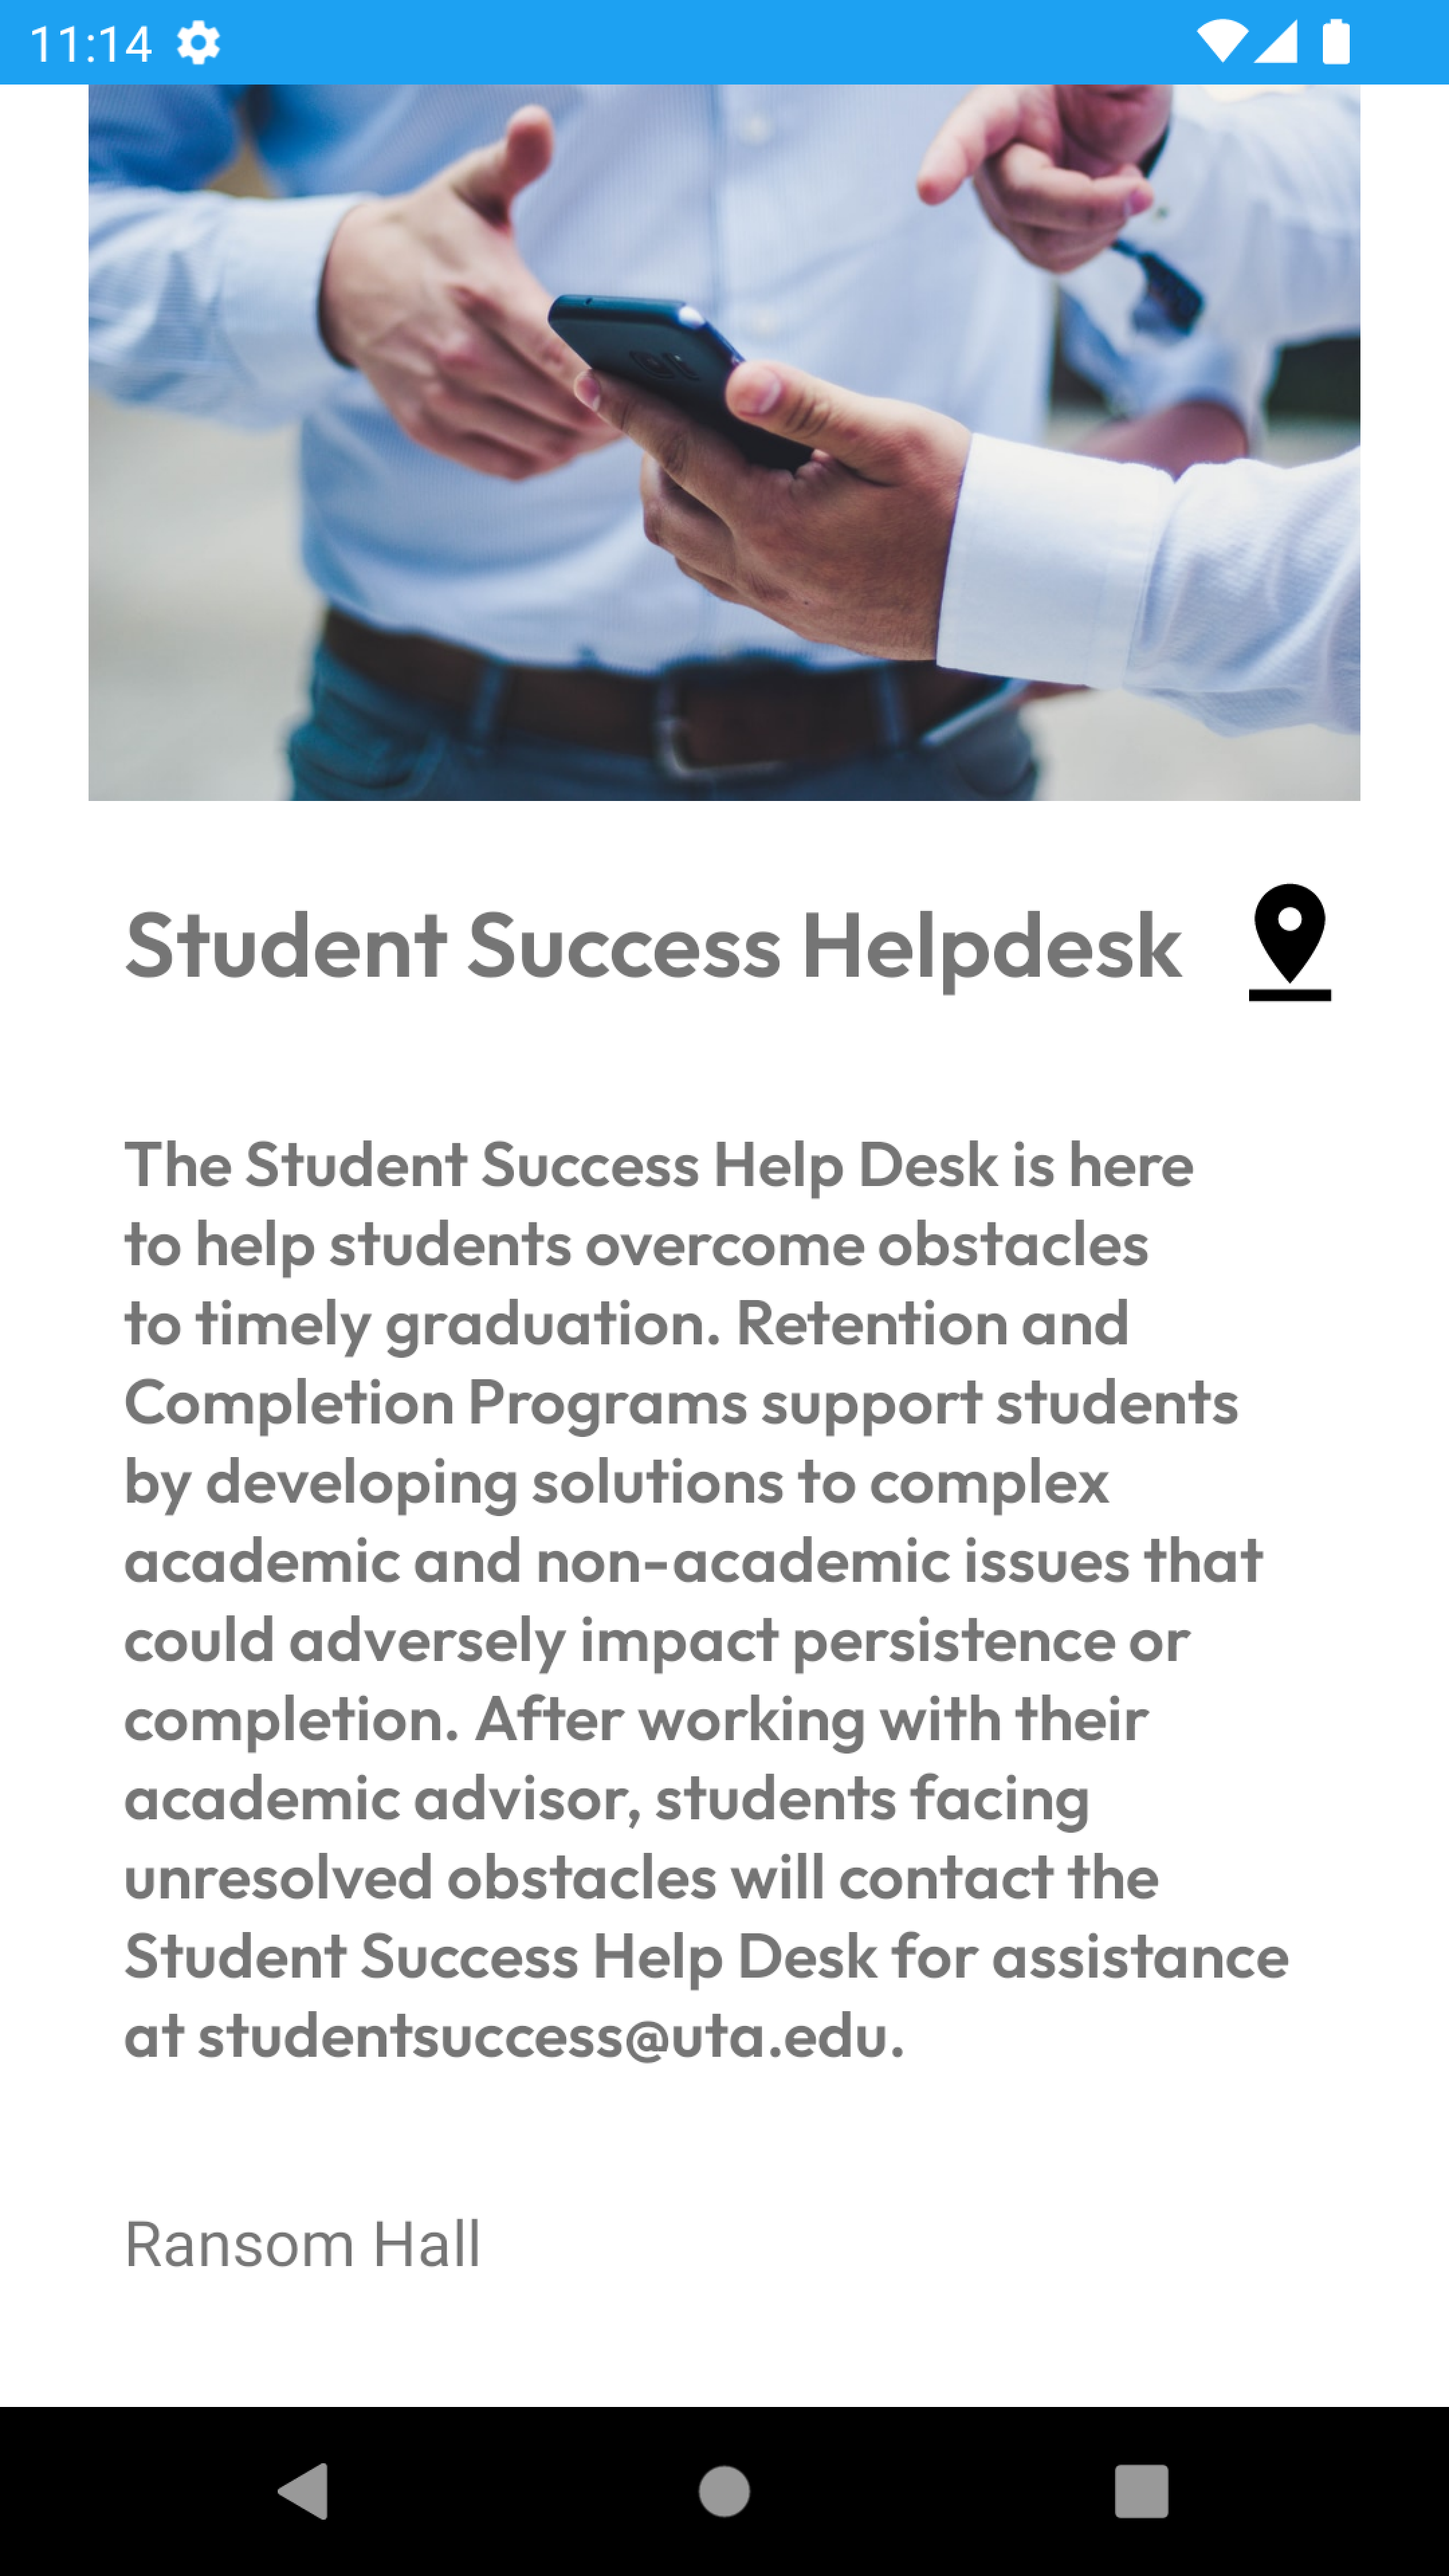 11:14
Student Success Helpdesk
The Student Success Help Desk is here
to help students overcome obstacles
to timely graduation. Retention and
Completion Programs support students
by developing solutions to complex
academic and non-academic issues that
could adversely impact persistence or
completion. After working with their
academic advisor, students facing
unresolved obstacles will contact the
Student Success Help Desk for assistance
at studentsuccess@uta.edu.
Ransom Hall